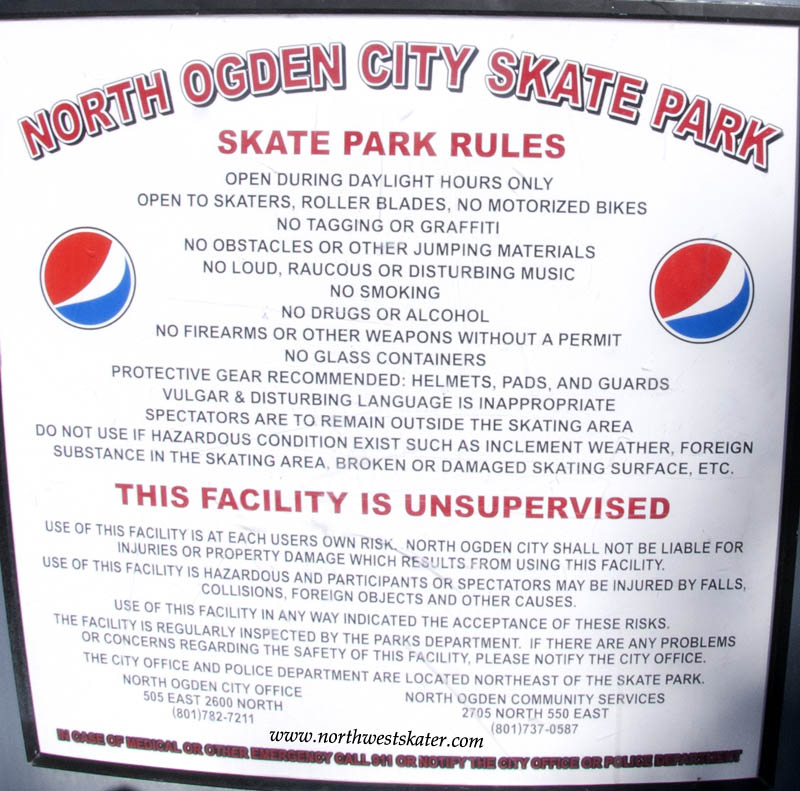 NORTH OGDEN CITY SKATE PARK
SKATE PARK RULES
OPEN DURING DAYLIGHT HOURS ONLY
OPEN TO SKATERS, ROLLER BLADES, NO MOTORIZED BIKES
NO TAGGING OR GRAFFITI
NO OBSTACLES OR OTHER JUMPING MATERIALS
NO LOUD, RAUCOUS OR DISTURBING MUSIC
NO SMOKING
NO DRUGS OR ALCOHOL
NO FIREARMS OR OTHER WEAPONS WITHOUT A PERMIT
NO GLASS CONTAINERS
PROTECTIVE GEAR RECOMMENDED: HELMETS, PADS, AND GUARDS
VULGAR & DISTURBING LANGUAGE IS INAPPROPRIATE
SPECTATORS ARE TO REMAIN OUTSIDE THE SKATING AREA
DO NOT USE IF HAZARDOUS CONDITION EXIST SUCH AS INCLEMENT WEATHER, FOREIGN
SUBSTANCE IN THE SKATING AREA, BROKEN OR DAMAGED SKATING SURFACE, ETC.
THIS FACILITY IS UNSUPERVISED
USE OF THIS FACILITY IS AT EACH USERS OWN RISK. NORTH OGDEN CITY SHALL NOT BE LIABLE FOR
INJURIES OR PROPERTY DAMAGE WHICH RESULTS FROM USING THIS FACILITY.
USE OF THIS FACILITY IS HAZARDOUS AND PARTICIPANTS OR SPECTATORS MAY BE INJURED BY FALLS,
COLLISIONS, FOREIGN OBJECTS AND OTHER CAUSES.
USE OF THIS FACILITY IN ANY WAY INDICATED THE ACCEPTANCE OF THESE RISKS.
THE FACILITY IS REGULARLY INSPECTED BY THE PARKS DEPARTMENT. IF THERE ARE ANY PROBLEMS
OR CONCERNS REGARDING THE SAFETY OF THIS FACILITY, PLEASE NOTIFY THE CITY OFFICE.
THE CITY OFFICE AND POLICE DEPARTMENT ARE LOCATED NORTHEAST OF THE SKATE PARK.
NORTH OGDEN CITY OFFICE
505 EAST 2600 NORTH
(801)782-7211
NORTH OGDEN COMMUNITY SERVICES
2705 NORTH 550 EAST
(801)737-0587
www.northwestskater.com
IN CASE OF MEDICAL OR OTHER EMERGENCY CALL 911 OR NOTIFY THE CITY OFFICE OR POLICE DEPARTMENT